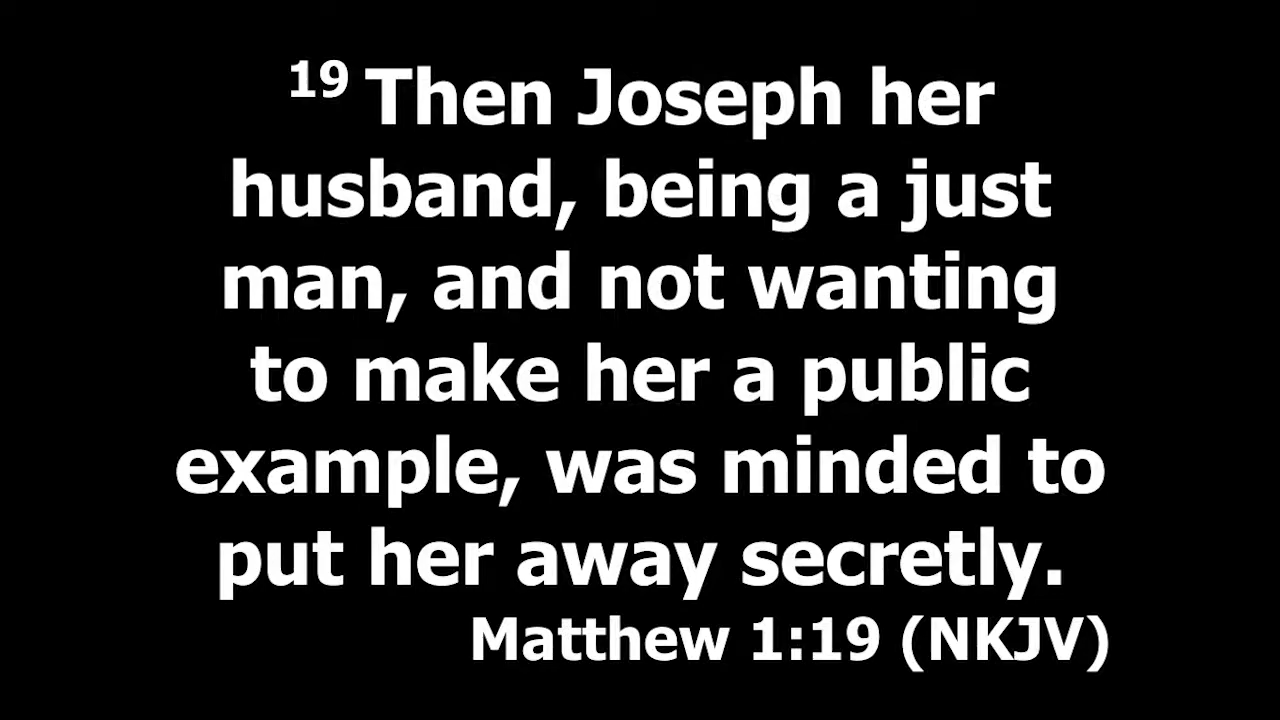 19 Then Joseph her
husband, being a just
man, and not wanting
to make her a public
example, was minded to
put her away secretly.
Matthew 1:19 (NKJV)